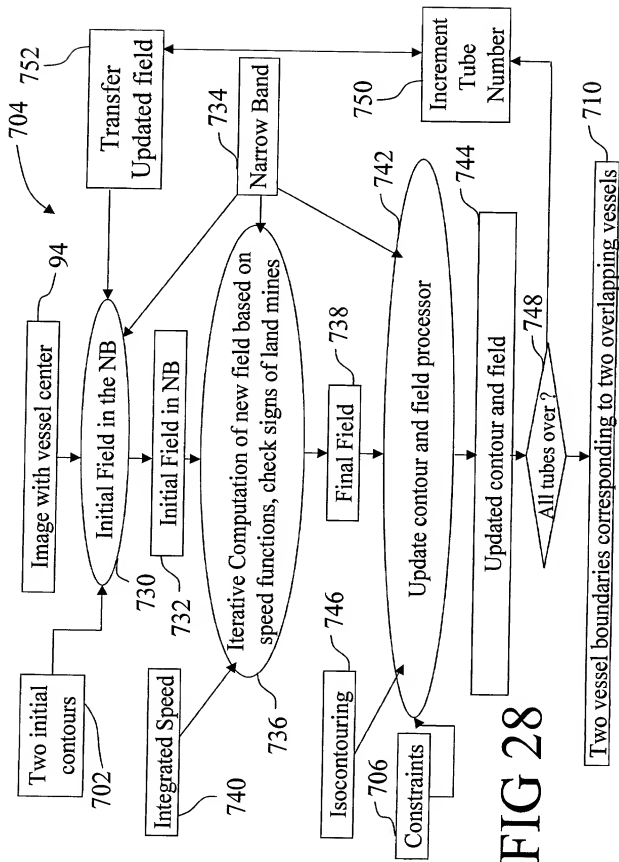 704
94
Image with vessel center
752
Transfer
Updated field
Two initial
contours
702
Initial Field in the NB
730
Initial Field in NB
732
734
Narrow Band
Integrated Speed
740
Iterative Computation of new field based on
speed functions, check signs of land mines
736
Final Field
738
Isocontouring
746
742
Update contour and field processor
750
Increment
Tube
Number
Constraints
706
744
Updated contour and field
All tubes over ?
748
710
Two vessel boundaries corresponding to two overlapping vessels
FIG 28